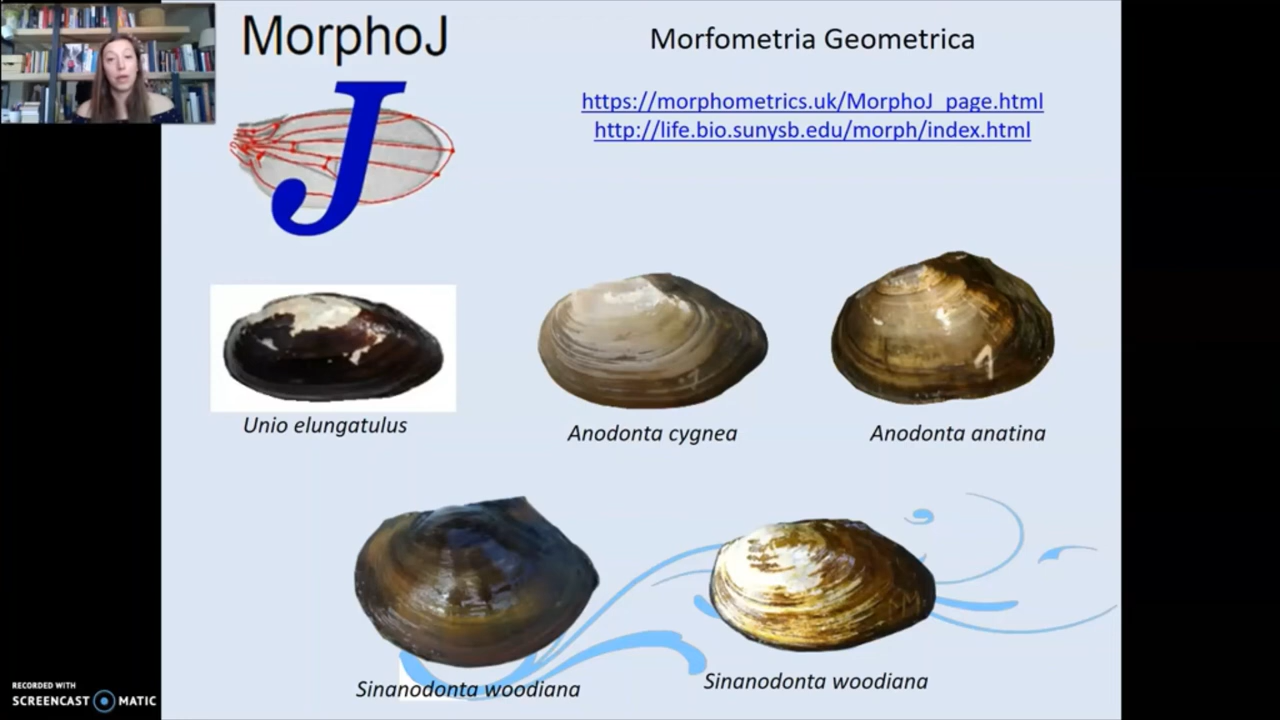 MorphoJ
J
Morfometria Geometrica
https://morphometrics.uk/MorphoJ_page.html
http://life.bio.sunysb.edu/morph/index.html
Unio elungatulus
Anodonta cygnea
Anodonta anatina
Sinanodonta woodiana
Sinanodonta woodiana
RECORDED WITH
SCREENCAST MATIC